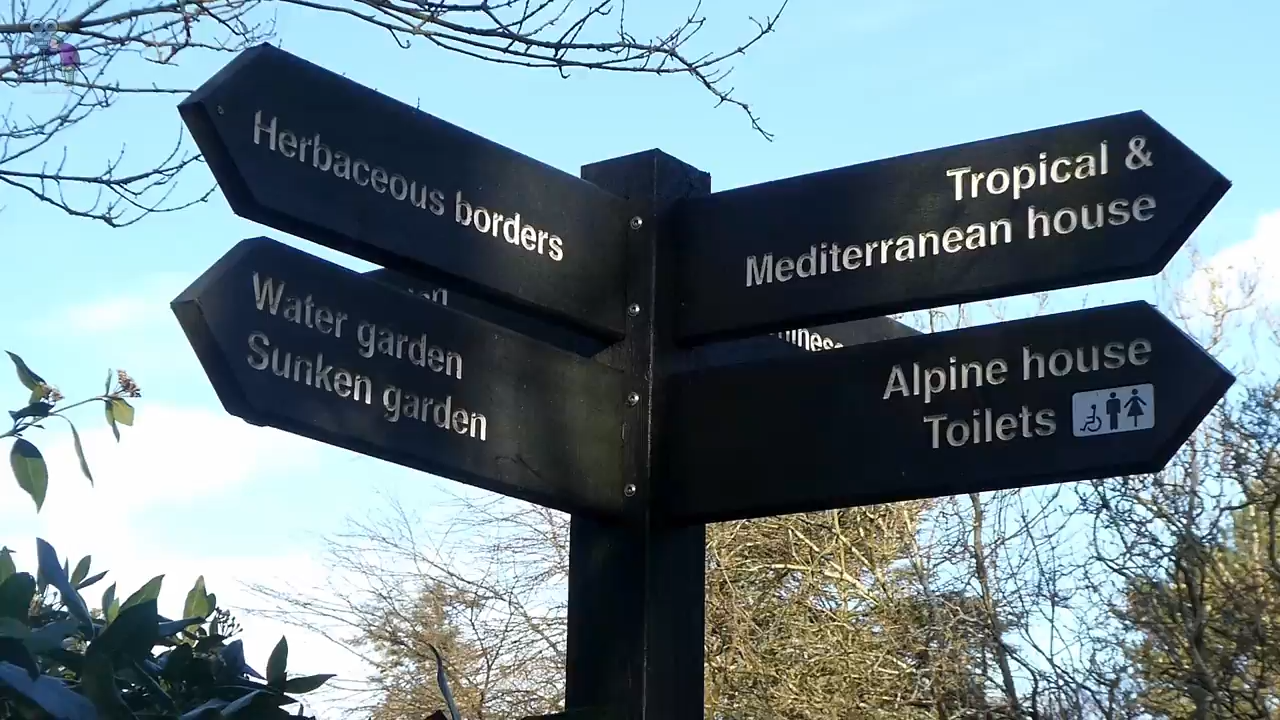 Herbaceous borders
Tropical &
Mediterranean house
Water garden
Sunken garden
Alpine house
Toilets